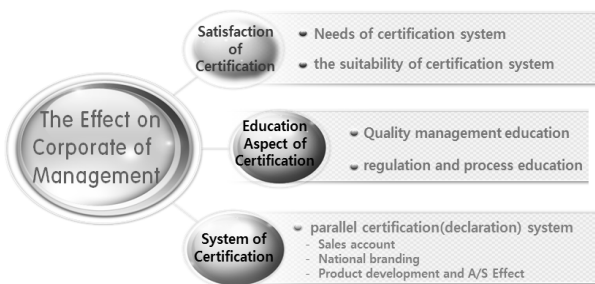 The Effect on
Corporate of
Management
Satisfaction
of
Certification
Needs of certification system
the suitability of certification system
Education
Aspect of
Certification
Quality management education
regulation and process education
System of
Certification
parallel certification(declaration) system
- Sales account
- National branding
- Product development and A/S Effect